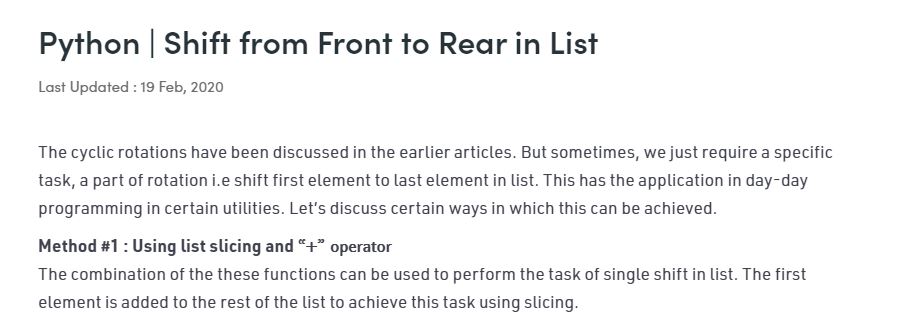 Python | Shift from Front to Rear in List
Last Updated : 19 Feb, 2020
The cyclic rotations have been discussed in the earlier articles. But sometimes, we just require a specific
task, a part of rotation i.e shift first element to last element in list. This has the application in day-day
programming in certain utilities. Let’s discuss certain ways in which this can be achieved.
Method #1 : Using list slicing and “+” operator
The combination of the these functions can be used to perform the task of single shift in list. The first
element is added to the rest of the list to achieve this task using slicing.